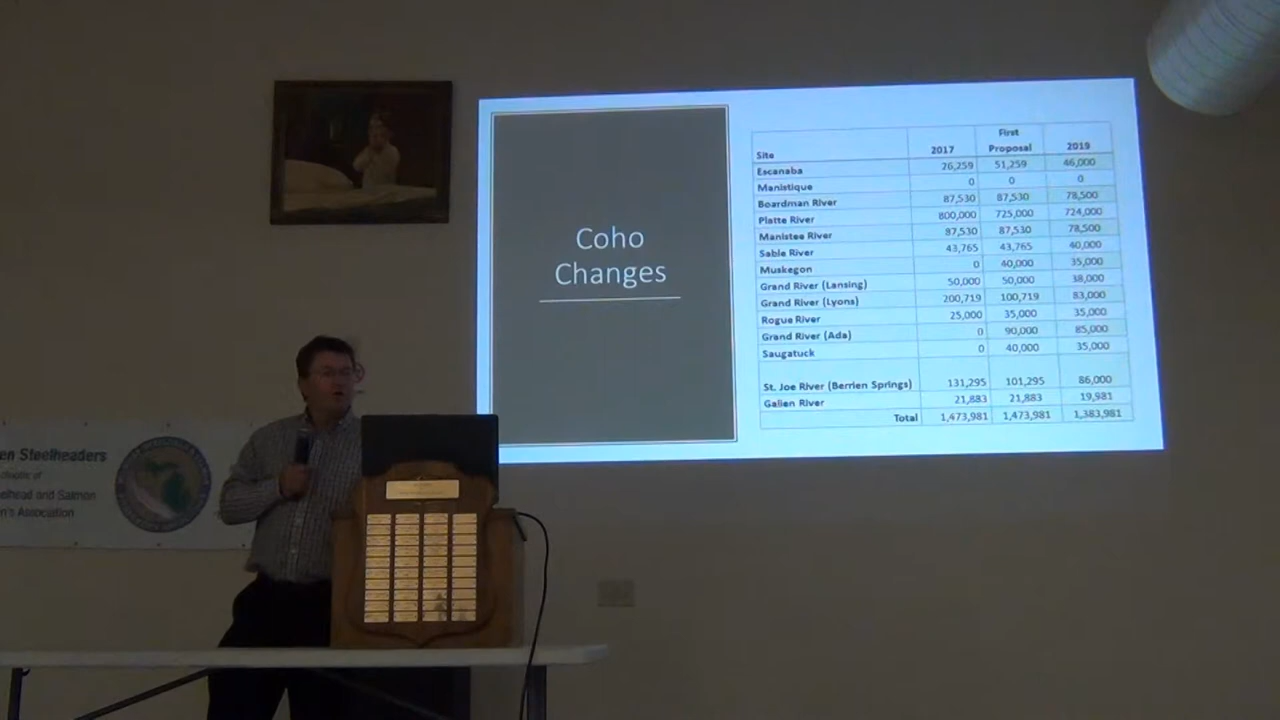 Coho
Changes
Site 2017 First Proposal 2019
Escanaba 26,259 51,259 46,000
Manistique 0 0 0
Boardman River 87,530 87,530 78,500
Platte River 800,000 725,000 724,000
Manistee River 87,530 87,530 78,500
Sable River 43,765 43,765 40,000
Muskegon 0 40,000 35,000
Grand River (Lansing) 50,000 50,000 38,000
Grand River (Lyons) 200,719 100,719 83,000
Rogue River 25,000 35,000 35,000
Grand River (Ada) 0 90,000 85,000
Saugatuck 0 40,000 35,000
St. Joe River (Berrien Springs) 131,295 101,295 86,000
Galien River 21,883 21,883 19,981
Total 1,473,981 1,473,981 1,383,981
en Steelheaders
chapter of
elhead and Salmon
n's Association